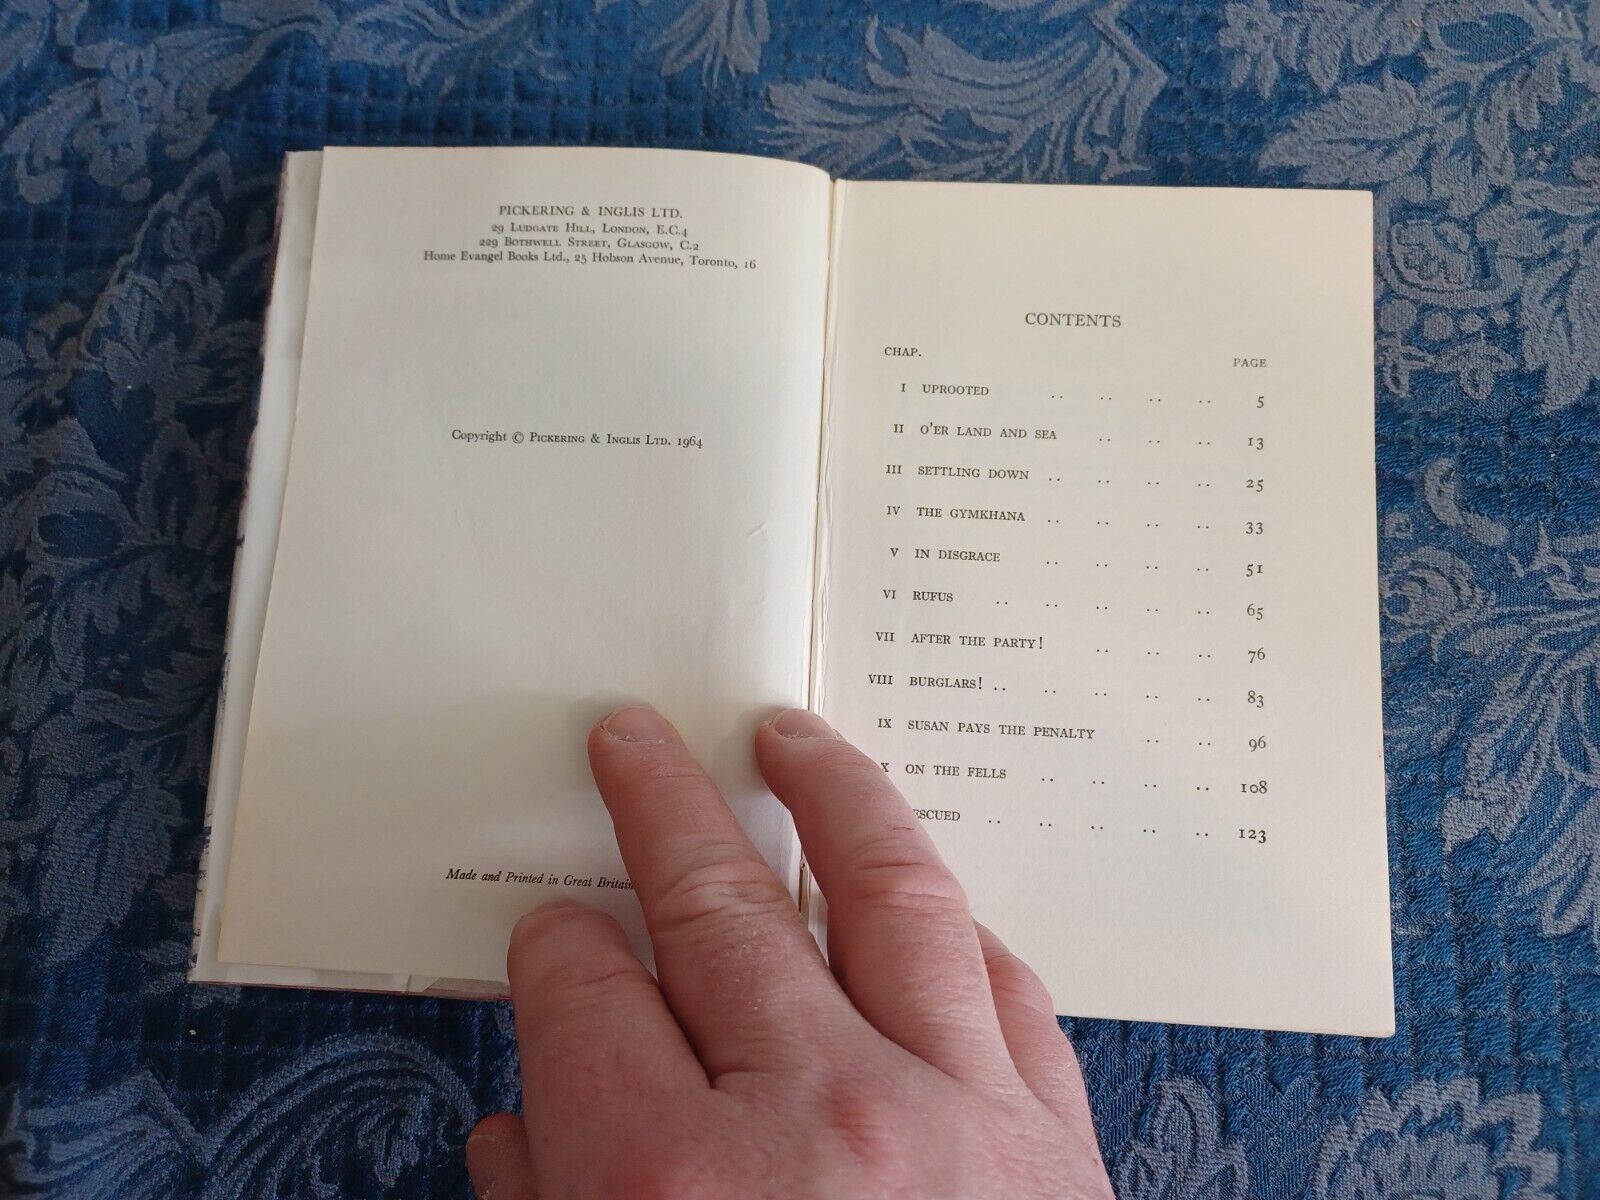 PICKERING & INGLIS LTD.
29 LUDGATE HILL, LONDON, E.C.4
229 BOTHWELL STREET, GLASGOW, C.2
Home Evangel Books Ltd., 25 Hobson Avenue, Toronto, 16
Copyright © PICKERING & INGLIS LTD. 1964
Made and Printed in Great Britain
CONTENTS
CHAP. PAGE
I UPROOTED .. .. .. .. 5
II O'ER LAND AND SEA .. .. .. 13
III SETTLING DOWN .. .. .. .. 25
IV THE GYMKHANA .. .. .. .. 33
V IN DISGRACE .. .. .. .. 51
VI RUFUS .. .. .. .. .. 65
VII AFTER THE PARTY! .. .. .. 76
VIII BURGLARS! .. .. .. .. .. 83
IX SUSAN PAYS THE PENALTY .. .. 96
X ON THE FELLS .. .. .. .. 108
ESCUED .. .. .. .. .. 123